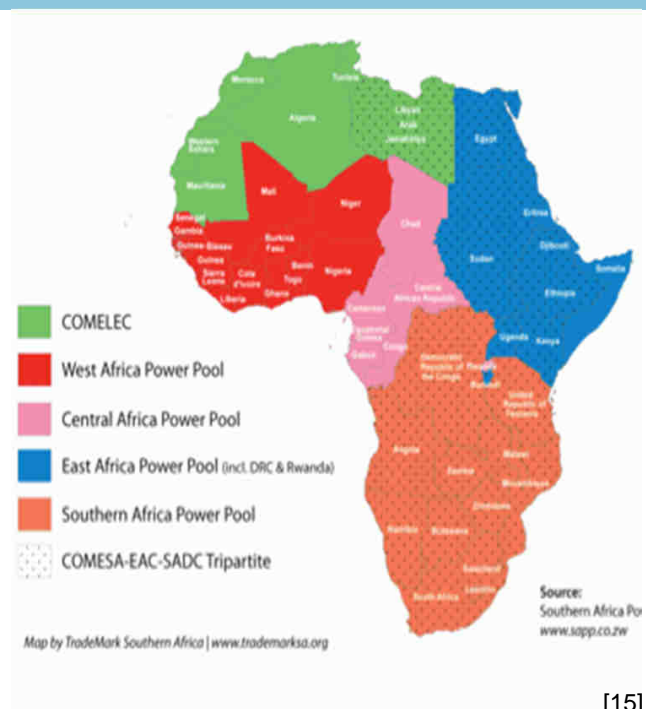 Morocco
Tunisia
Algeria
Libyan
Arab
Jamahiriya
Egypt
Western
Sahara
Mauritania
Mali
Niger
Chad
Sudan
Eritrea
Djibouti
Somalia
Ethiopia
Senegal
Gambia
Guinea-Bissau
Guinea
Sierra
Leone
Liberia
Cote
d'Ivoire
Burkina
Faso
Ghana
Togo
Benin
Nigeria
Cameroon
Central
African Republic
Equatorial
Guinea
Gabon
Congo
Uganda
Kenya
Democratic
Republic of
the Congo
Rwanda
Burundi
United
Republic of
Tanzania
Angola
Zambia
Malawi
Mozambique
Zimbabwe
Namibia
Botswana
Swaziland
Lesotho
South Africa
COMELEC
West Africa Power Pool
Central Africa Power Pool
East Africa Power Pool (incl. DRC & Rwanda)
Southern Africa Power Pool
COMESA-EAC-SADC Tripartite
Source:
Southern Africa Po
www.sapp.co.zw
Map by TradeMark Southern Africa | www.trademarksa.org
[15]